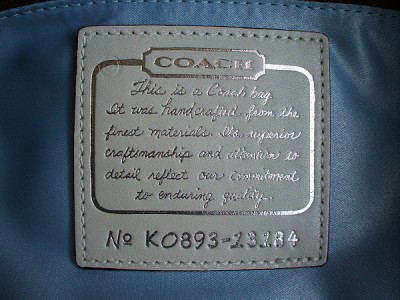 COACH
This is a Coach bag.
It was handcrafted from the
finest materials. Its superior
craftsmanship and attention to
detail reflect our commitment
to enduring quality.
No K0893-13184